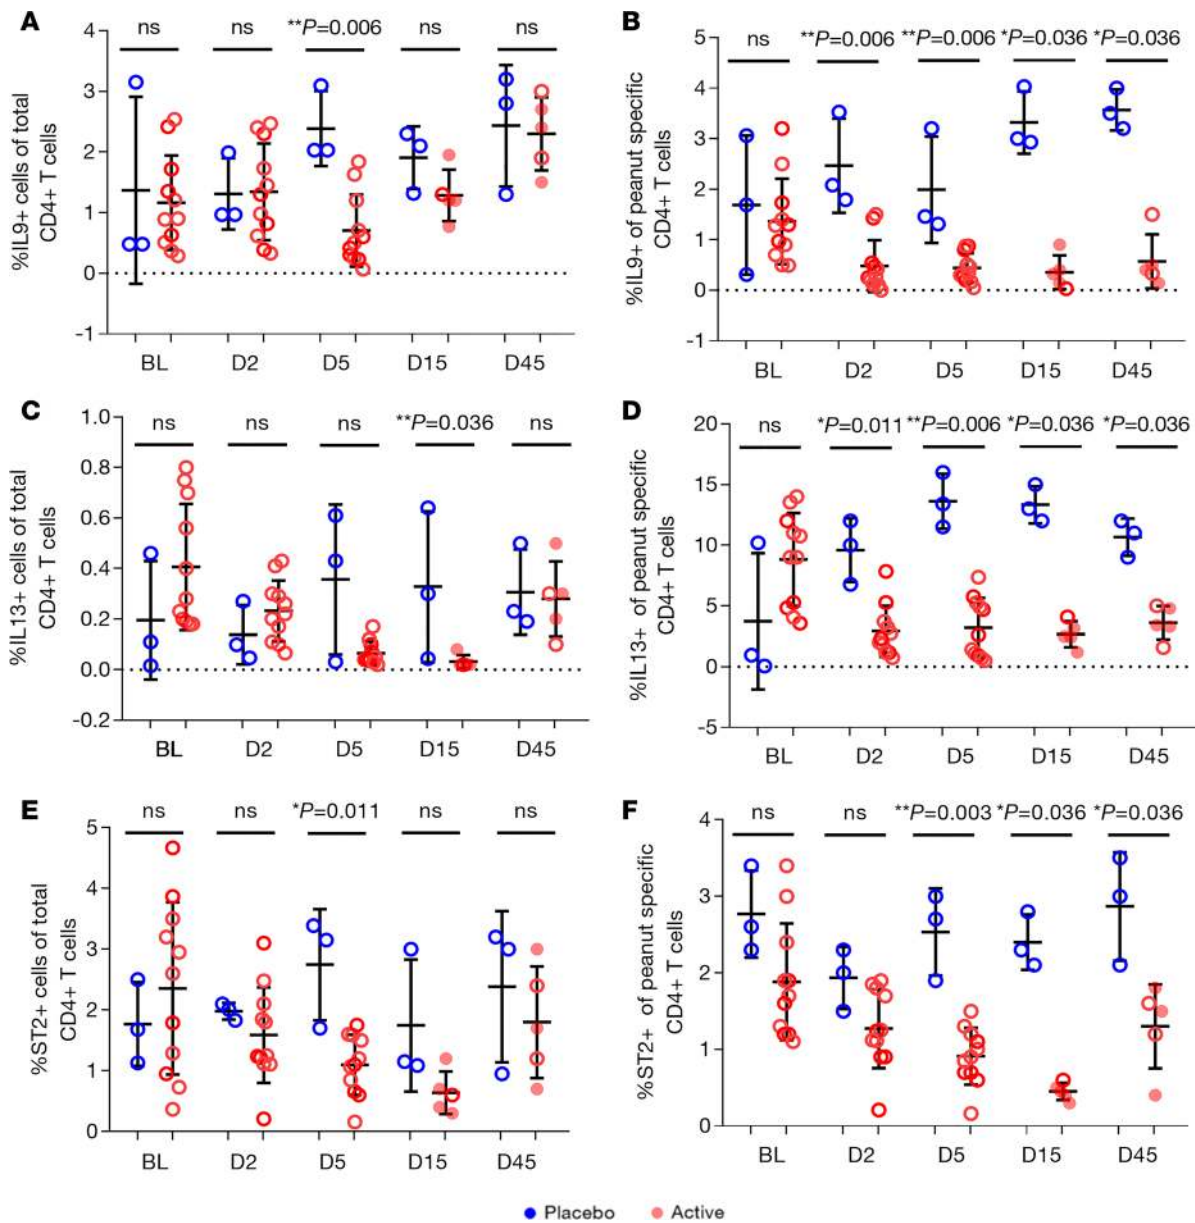 A
B
ns ns **P=0.006 ns ns
ns **P=0.006 **P=0.006 *P=0.036 *P=0.036
%IL9+ cells of total
CD4+ T cells
4
3
2
1
0
-1
BL D2 D5 D15 D45
%IL9+ of peanut specific
CD4+ T cells
5
4
3
2
1
0
-1
BL D2 D5 D15 D45
C
D
ns ns ns **P=0.036 ns
ns *P=0.011 **P=0.006 *P=0.036 *P=0.036
%IL13+ cells of total
CD4+ T cells
1.0
0.8
0.6
0.4
0.2
0.0
-0.2
BL D2 D5 D15 D45
%IL13+ of peanut specific
CD4+ T cells
20
15
10
5
0
-5
BL D2 D5 D15 D45
E
F
ns ns *P=0.011 ns ns
ns ns **P=0.003 *P=0.036 *P=0.036
%ST2+ cells of total
CD4+ T cells
5
4
3
2
1
0
BL D2 D5 D15 D45
%ST2+ of peanut specific
CD4+ T cells
4
3
2
1
0
BL D2 D5 D15 D45
Placebo Active